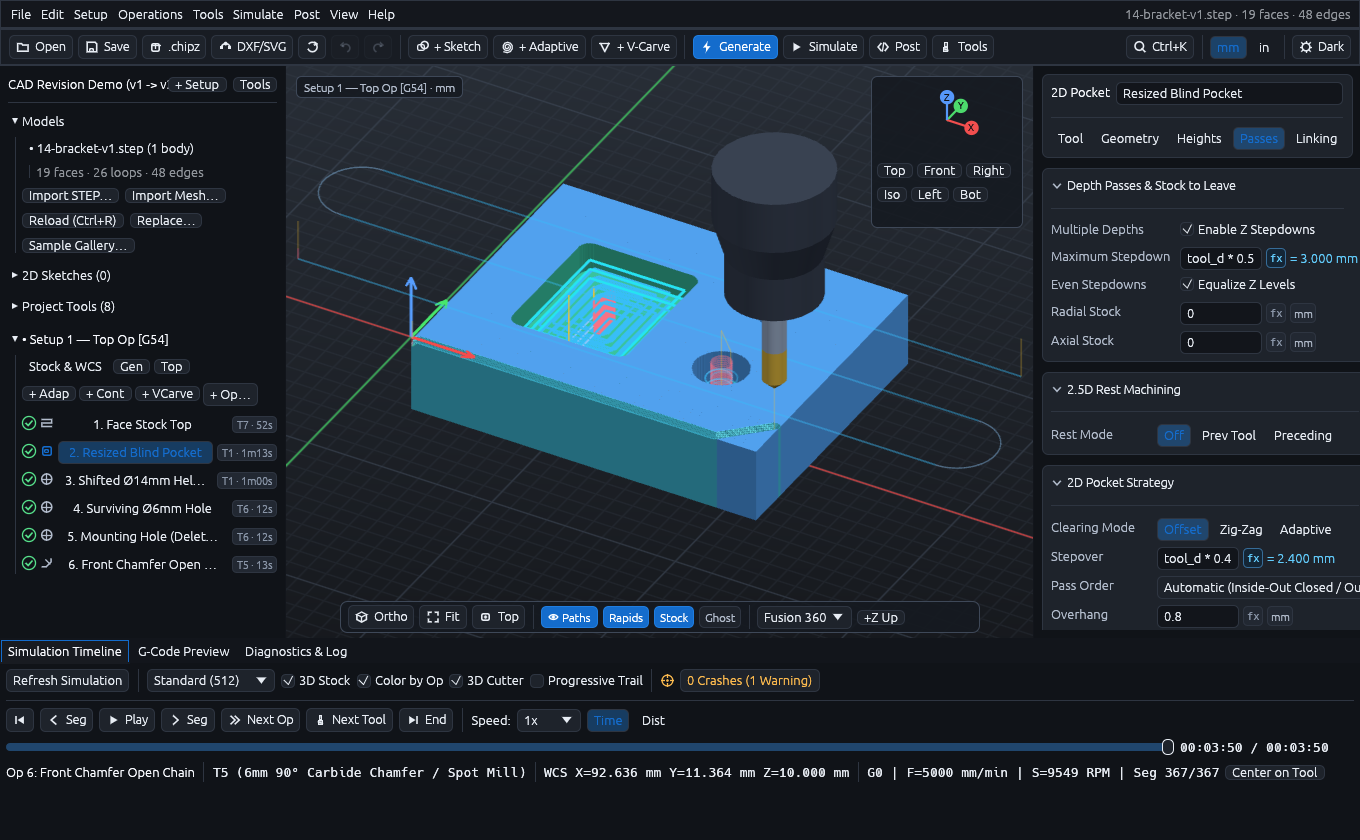 File Edit Setup Operations Tools Simulate Post View Help
14-bracket-v1.step · 19 faces · 48 edges
Open Save .chipz DXF/SVG + Sketch + Adaptive + V-Carve Generate Simulate Post Tools Ctrl+K mm in Dark
CAD Revision Demo (v1 -> v + Setup Tools
Models
• 14-bracket-v1.step (1 body)
19 faces · 26 loops · 48 edges
Import STEP... Import Mesh...
Reload (Ctrl+R) Replace...
Sample Gallery...
2D Sketches (0)
Project Tools (8)
• Setup 1 — Top Op [G54]
Stock & WCS Gen Top
+ Adap + Cont + VCarve + Op...
1. Face Stock Top T7 · 52s
2. Resized Blind Pocket T1 · 1m13s
3. Shifted Ø14mm Hel... T1 · 1m00s
4. Surviving Ø6mm Hole T6 · 12s
5. Mounting Hole (Delet... T6 · 12s
6. Front Chamfer Open ... T5 · 13s
Setup 1 — Top Op [G54] · mm
Z
Y
X
Top Front Right
Iso Left Bot
Ortho Fit Top Paths Rapids Stock Ghost Fusion 360 +Z Up
2D Pocket Resized Blind Pocket
Tool Geometry Heights Passes Linking
Depth Passes & Stock to Leave
Multiple Depths Enable Z Stepdowns
Maximum Stepdown tool_d * 0.5 fx = 3.000 mm
Even Stepdowns Equalize Z Levels
Radial Stock 0 fx mm
Axial Stock 0 fx mm
2.5D Rest Machining
Rest Mode Off Prev Tool Preceding
2D Pocket Strategy
Clearing Mode Offset Zig-Zag Adaptive
Stepover tool_d * 0.4 fx = 2.400 mm
Pass Order Automatic (Inside-Out Closed / Ou
Overhang 0.8 fx mm
Simulation Timeline G-Code Preview Diagnostics & Log
Refresh Simulation Standard (512) 3D Stock Color by Op 3D Cutter Progressive Trail 0 Crashes (1 Warning)
Seg Play Seg Next Op Next Tool End Speed: 1x Time Dist
00:03:50 / 00:03:50
Op 6: Front Chamfer Open Chain T5 (6mm 90° Carbide Chamfer / Spot Mill) WCS X=92.636 mm Y=11.364 mm Z=10.000 mm G0 | F=5000 mm/min | S=9549 RPM | Seg 367/367 Center on Tool